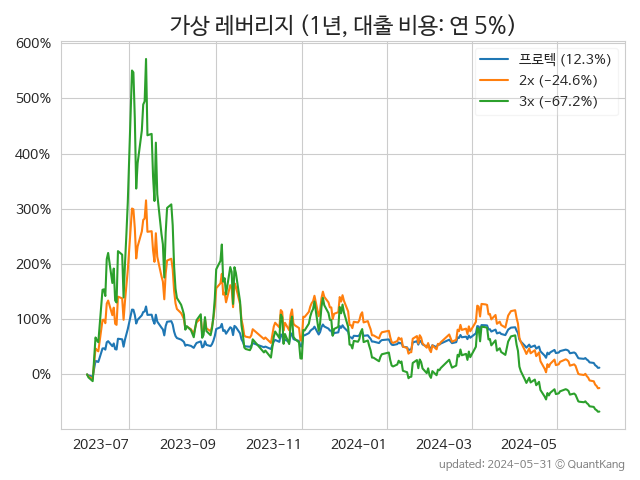 가상 레버리지 (1년, 대출 비용: 연 5%)
600%
500%
400%
300%
200%
100%
0%
프로텍 (12.3%)
2x (-24.6%)
3x (-67.2%)
2023-07
2023-09
2023-11
2024-01
2024-03
2024-05
updated: 2024-05-31 © QuantKang